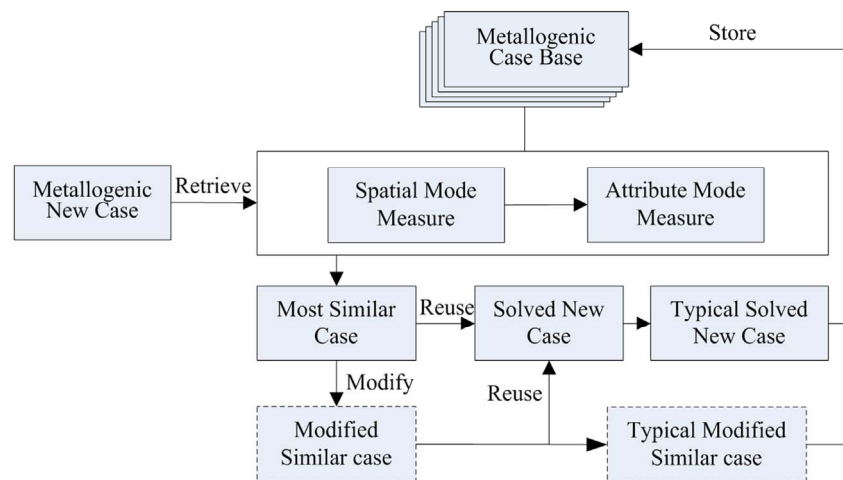 Metallogenic
Case Base
Store
Metallogenic
New Case
Retrieve
Spatial Mode
Measure
Attribute Mode
Measure
Most Similar
Case
Reuse
Solved New
Case
Typical Solved
New Case
Modify
Reuse
Modified
Similar case
Typical Modified
Similar case